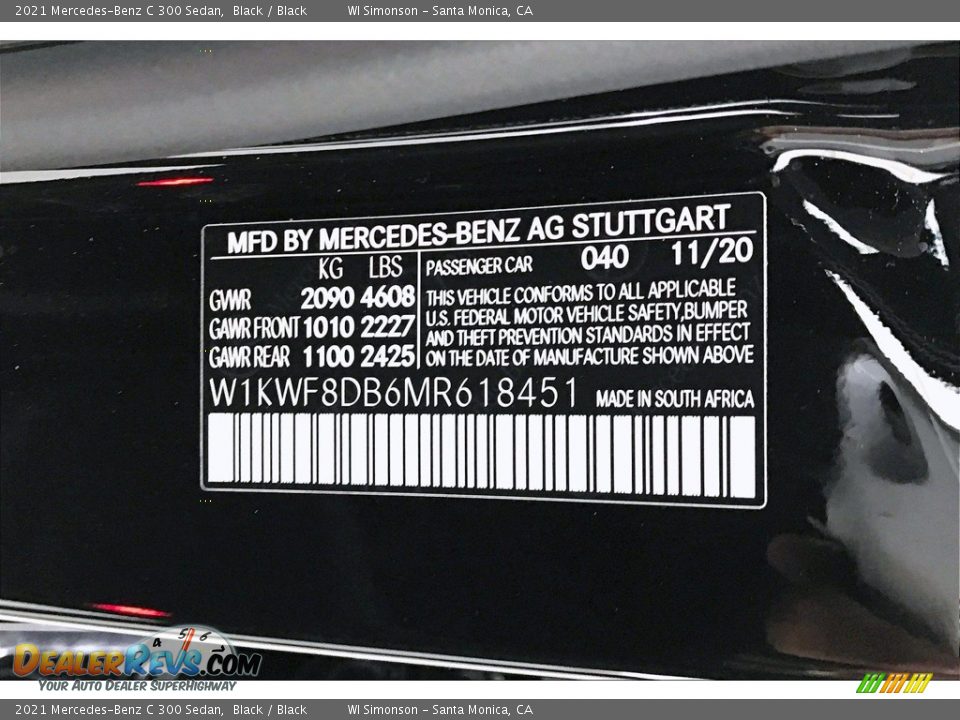 2021 Mercedes-Benz C 300 Sedan, Black / Black WI Simonson - Santa Monica, CA
MFD BY MERCEDES-BENZ AG STUTTGART
KG LBS PASSENGER CAR 040 11/20
GVWR 2090 4608
GAWR FRONT 1010 2227
GAWR REAR 1100 2425
THIS VEHICLE CONFORMS TO ALL APPLICABLE
U.S. FEDERAL MOTOR VEHICLE SAFETY,BUMPER
AND THEFT PREVENTION STANDARDS IN EFFECT
ON THE DATE OF MANUFACTURE SHOWN ABOVE
W1KWF8DB6MR618451 MADE IN SOUTH AFRICA
4 5 6
DEALERREVS.COM
YOUR AUTO DEALER SUPERHIGHWAY
2021 Mercedes-Benz C 300 Sedan, Black / Black WI Simonson - Santa Monica, CA